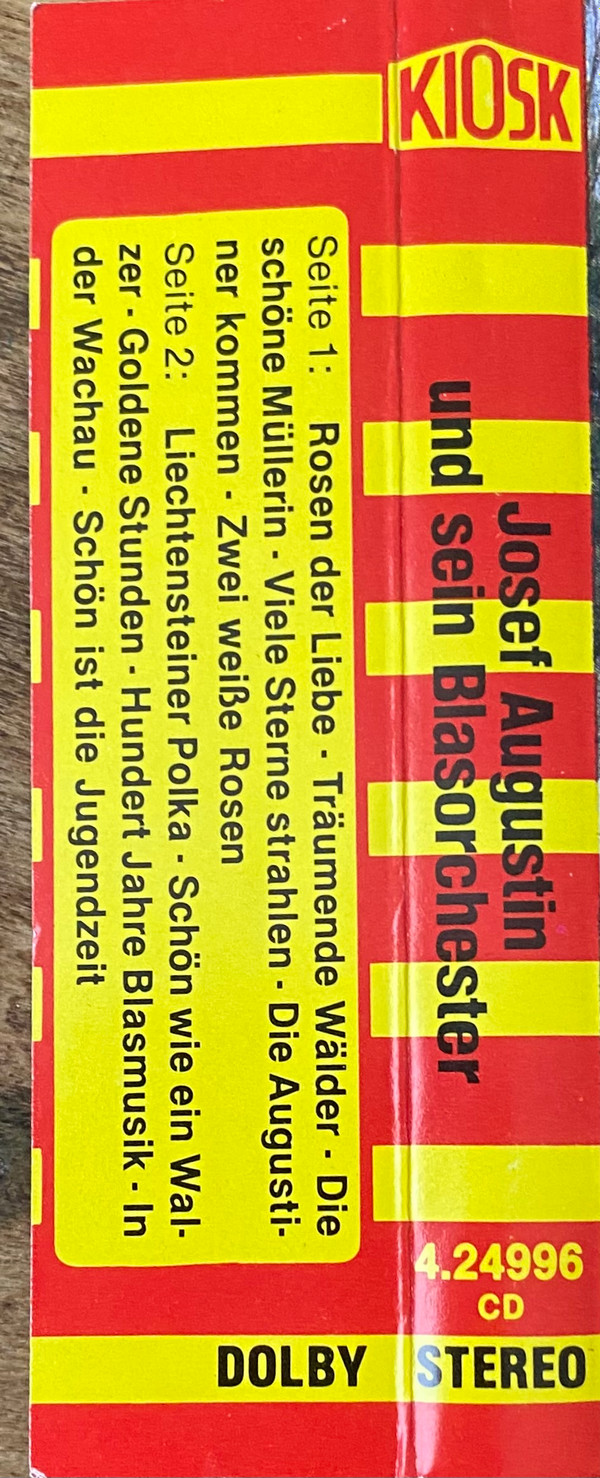 KIOSK
Josef Augustin
und sein Blasorchester
4.24996
CD
DOLBY STEREO
Seite 1: Rosen der Liebe · Träumende Wälder · Die
schöne Müllerin · Viele Sterne strahlen · Die Augusti-
ner kommen · Zwei weiße Rosen
Seite 2: Liechtensteiner Polka · Schön wie ein Wal-
zer · Goldene Stunden · Hundert Jahre Blasmusik · In
der Wachau · Schön ist die Jugendzeit